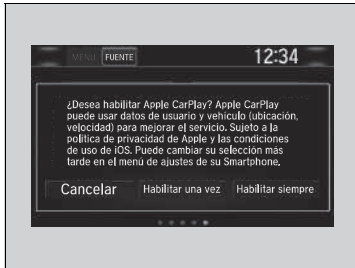 MENU FUENTE 12:34
¿Desea habilitar Apple CarPlay? Apple CarPlay
puede usar datos de usuario y vehículo (ubicación,
velocidad) para mejorar el servicio. Sujeto a la
política de privacidad de Apple y las condiciones
de uso de iOS. Puede cambiar su selección más
tarde en el menú de ajustes de su Smartphone.
Cancelar Habilitar una vez Habilitar siempre